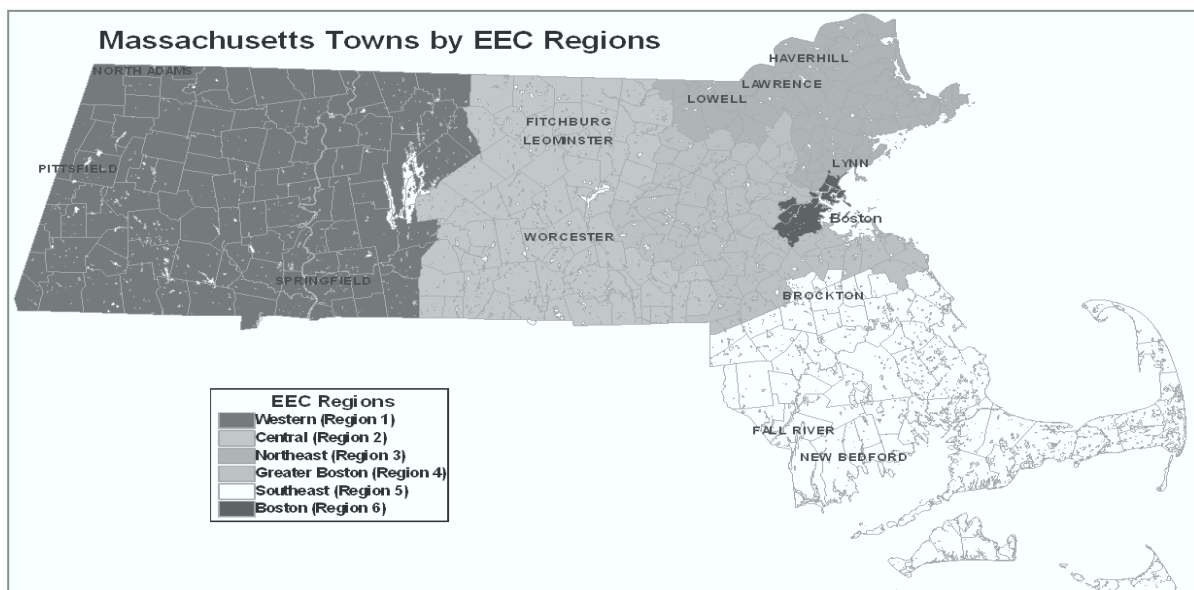 Massachusetts Towns by EEC Regions
NORTH ADAMS
HAVERHILL
LAWRENCE
LOWELL
FITCHBURG
LEOMINSTER
PITTSFIELD
LYNN
Boston
WORCESTER
SPRINGFIELD
BROCKTON
FALL RIVER
NEW BEDFORD
EEC Regions
Western (Region 1)
Central (Region 2)
Northeast (Region 3)
Greater Boston (Region 4)
Southeast (Region 5)
Boston (Region 6)